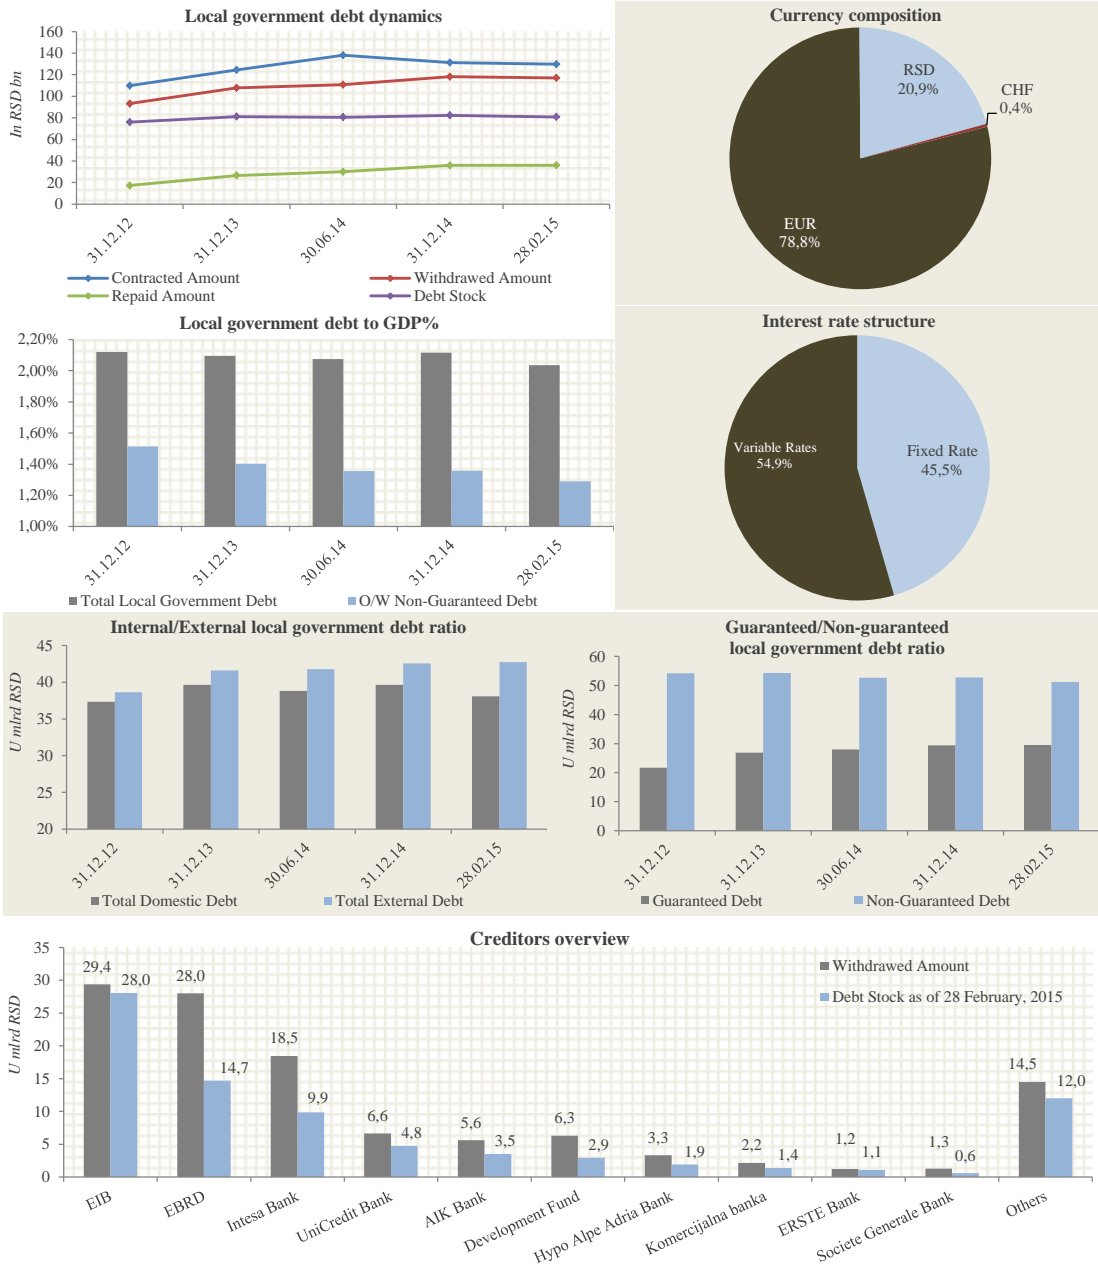 Local government debt dynamics
160
140
120
100
80
60
40
20
0
In RSD bn
31.12.12
31.12.13
30.06.14
31.12.14
28.02.15
Contracted Amount
Withdrawed Amount
Repaid Amount
Debt Stock
Currency composition
RSD
20,9%
CHF
0,4%
EUR
78,8%
Local government debt to GDP%
2,20%
2,00%
1,80%
1,60%
1,40%
1,20%
1,00%
31.12.12
31.12.13
30.06.14
31.12.14
28.02.15
Total Local Government Debt
O/W Non-Guaranteed Debt
Interest rate structure
Variable Rates
54,9%
Fixed Rate
45,5%
Internal/External local government debt ratio
45
40
35
30
25
20
U mlrd RSD
31.12.12
31.12.13
30.06.14
31.12.14
28.02.15
Total Domestic Debt
Total External Debt
Guaranteed/Non-guaranteed
local government debt ratio
60
50
40
30
20
10
0
U mlrd RSD
31.12.12
31.12.13
30.06.14
31.12.14
28.02.15
Guaranteed Debt
Non-Guaranteed Debt
Creditors overview
35
30
25
20
15
10
5
0
U mlrd RSD
Withdrawed Amount
Debt Stock as of 28 February, 2015
29,4
28,0
28,0
14,7
18,5
9,9
6,6
4,8
5,6
3,5
6,3
2,9
3,3
1,9
2,2
1,4
1,2
1,1
1,3
0,6
14,5
12,0
EIB
EBRD
Intesa Bank
UniCredit Bank
AIK Bank
Development Fund
Hypo Alpe Adria Bank
Komercijalna banka
ERSTE Bank
Societe Generale Bank
Others